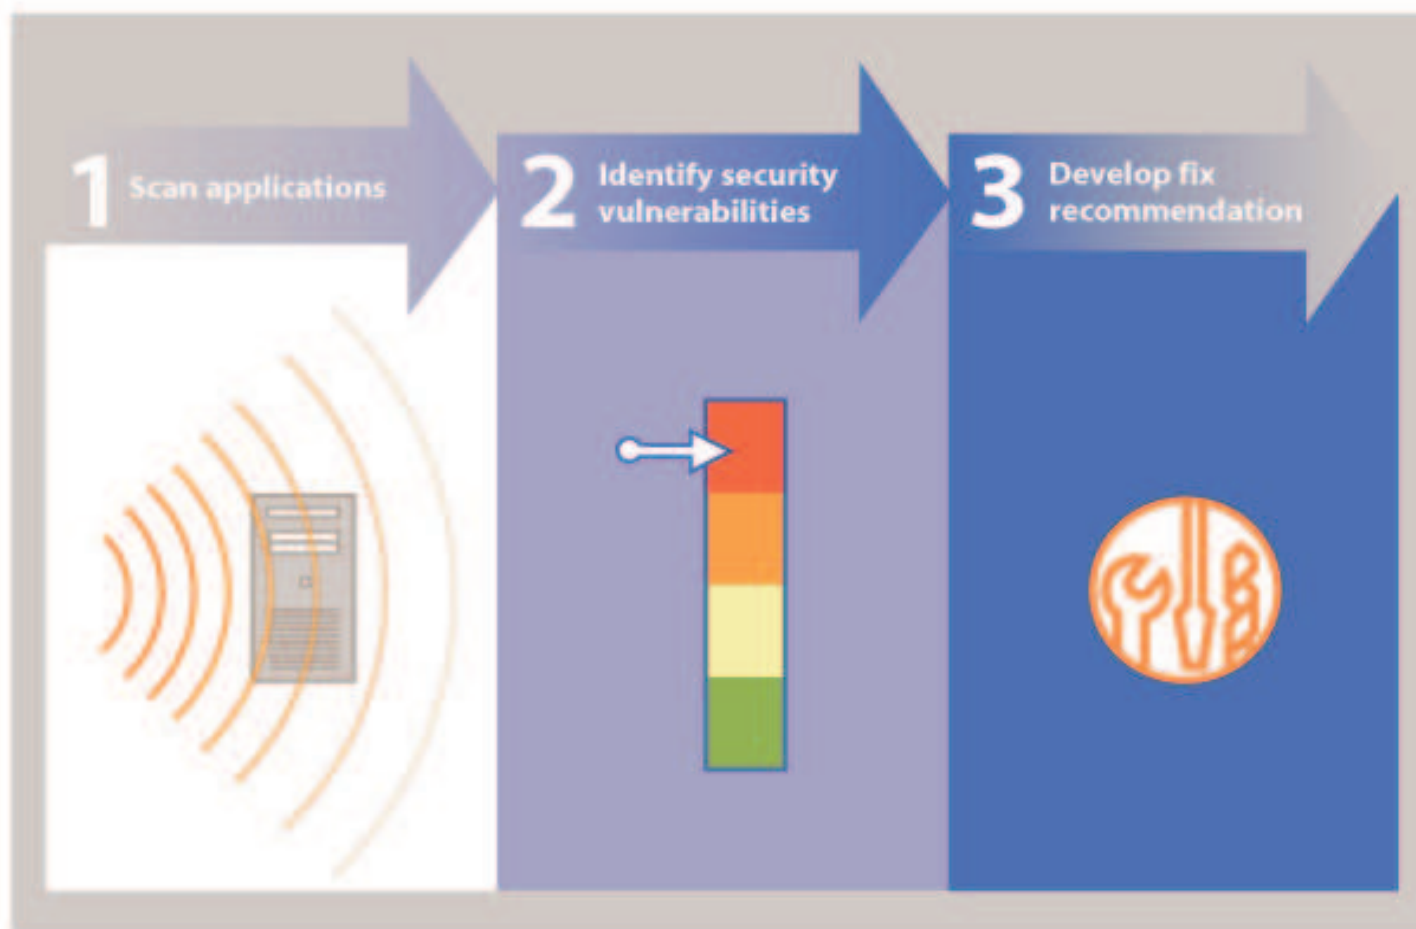 1 Scan applications
2 Identify security
vulnerabilities
3 Develop fix
recommendation